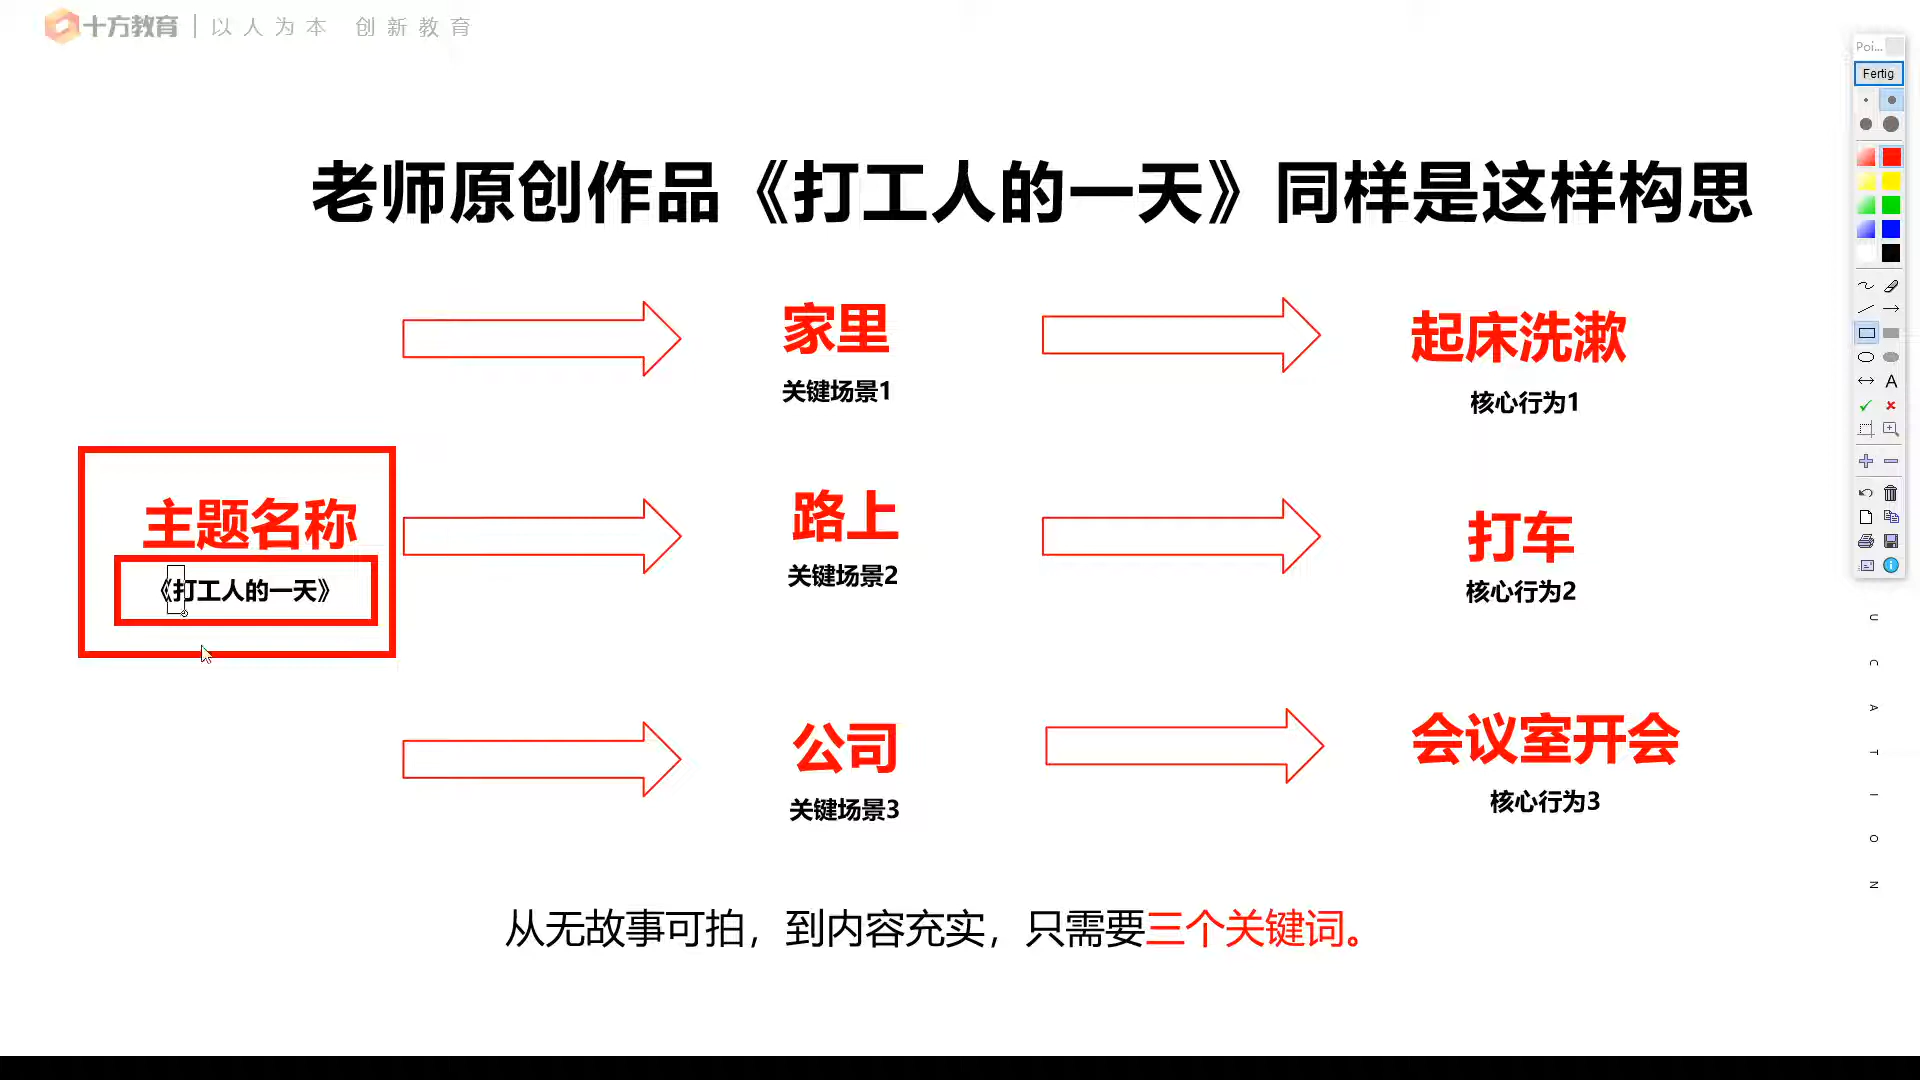 十方教育 | 以人为本 创新教育
Poi...
Fertig
老师原创作品《打工人的一天》同样是这样构思
家里
关键场景1
起床洗漱
核心行为1
主题名称
《打工人的一天》
路上
关键场景2
打车
核心行为2
公司
关键场景3
会议室开会
核心行为3
从无故事可拍，到内容充实，只需要三个关键词。
A
U
C
A
T
I
O
N